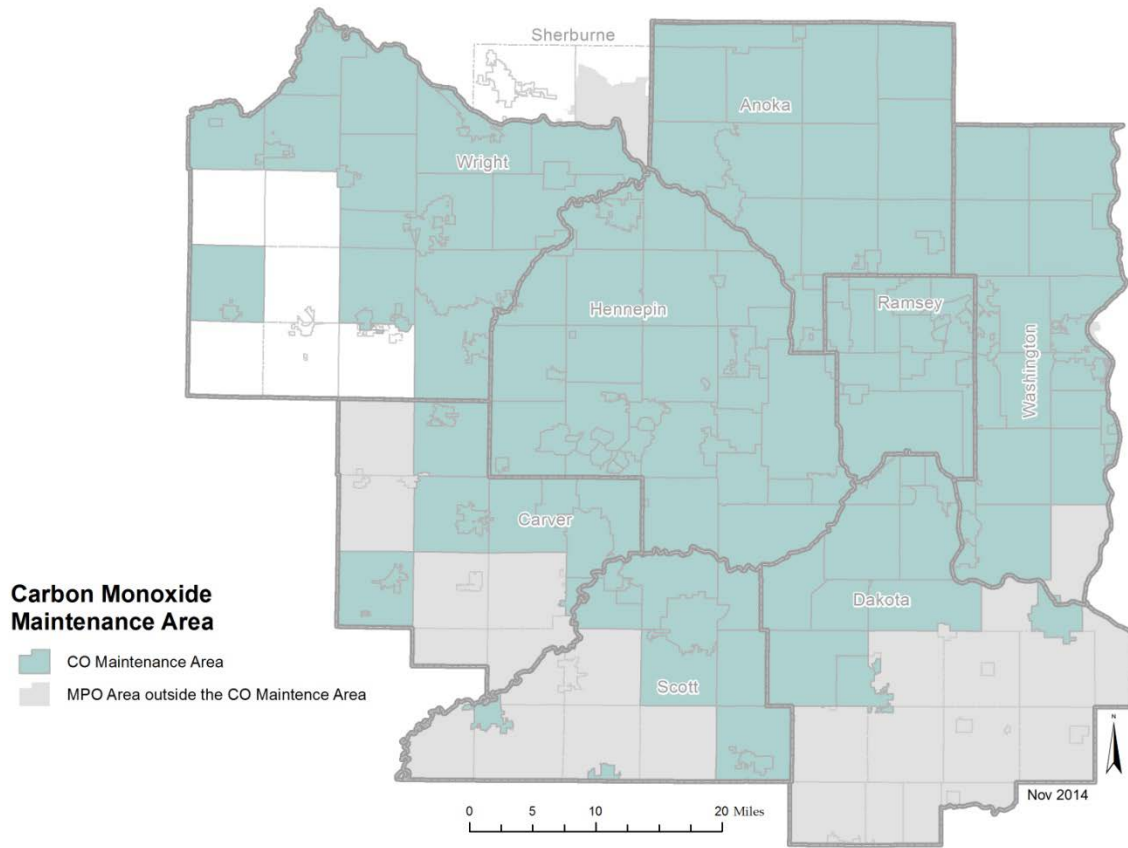 Sherburne
Anoka
Wright
Hennepin
Ramsey
Washington
Carver
Carbon Monoxide
Maintenance Area
Dakota
CO Maintenance Area
MPO Area outside the CO Maintence Area
Scott
N
Nov 2014
0 5 10 20 Miles